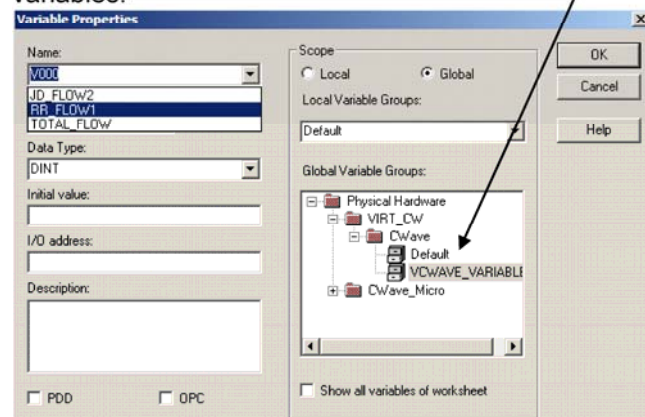 variables.
Variable Properties
Name:
V000
JD_FLOW2
RR_FLOW1
TOTAL_FLOW
Data Type:
DINT
Initial value:
I/O address:
Description:
PDD
OPC
Scope
Local
Global
Local Variable Groups:
Default
Global Variable Groups:
Physical Hardware
VIRT_CW
CWave
Default
VCWAVE_VARIABLE
CWave_Micro
Show all variables of worksheet
OK
Cancel
Help